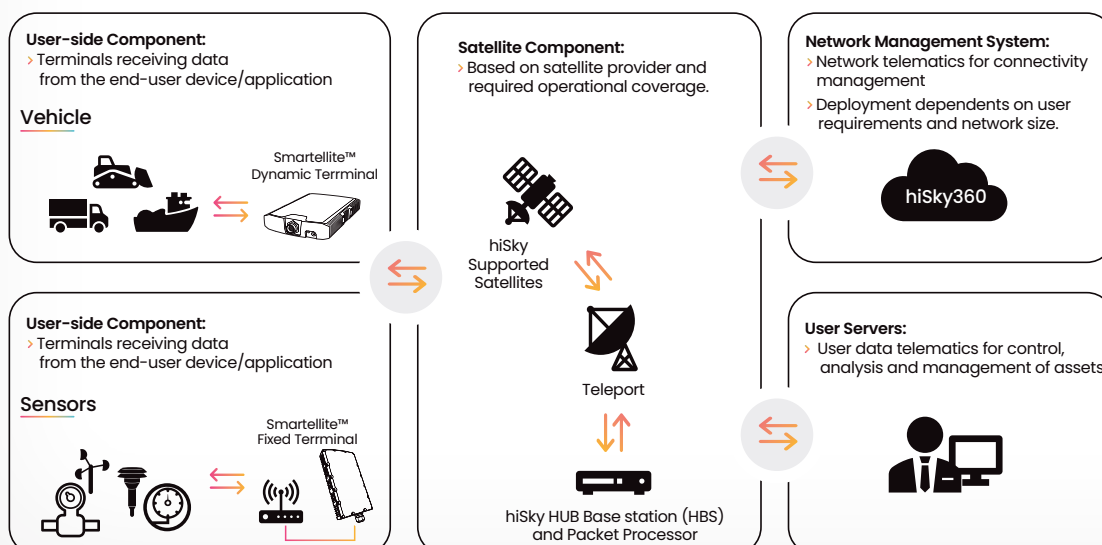 User-side Component:
> Terminals receiving data
from the end-user device/application
Vehicle
Smartellite™
Dynamic Terrminal
User-side Component:
> Terminals receiving data
from the end-user device/application
Sensors
Smartellite™
Fixed Terrminal
Satellite Component:
> Based on satellite provider and
required operational coverage.
hiSky
Supported
Satellites
Teleport
hiSky HUB Base station (HBS)
and Packet Processor
Network Management System:
> Network telematics for connectivity
management
> Deployment dependents on user
requirements and network size.
hiSky360
User Servers:
> User data telematics for control,
analysis and management of assets